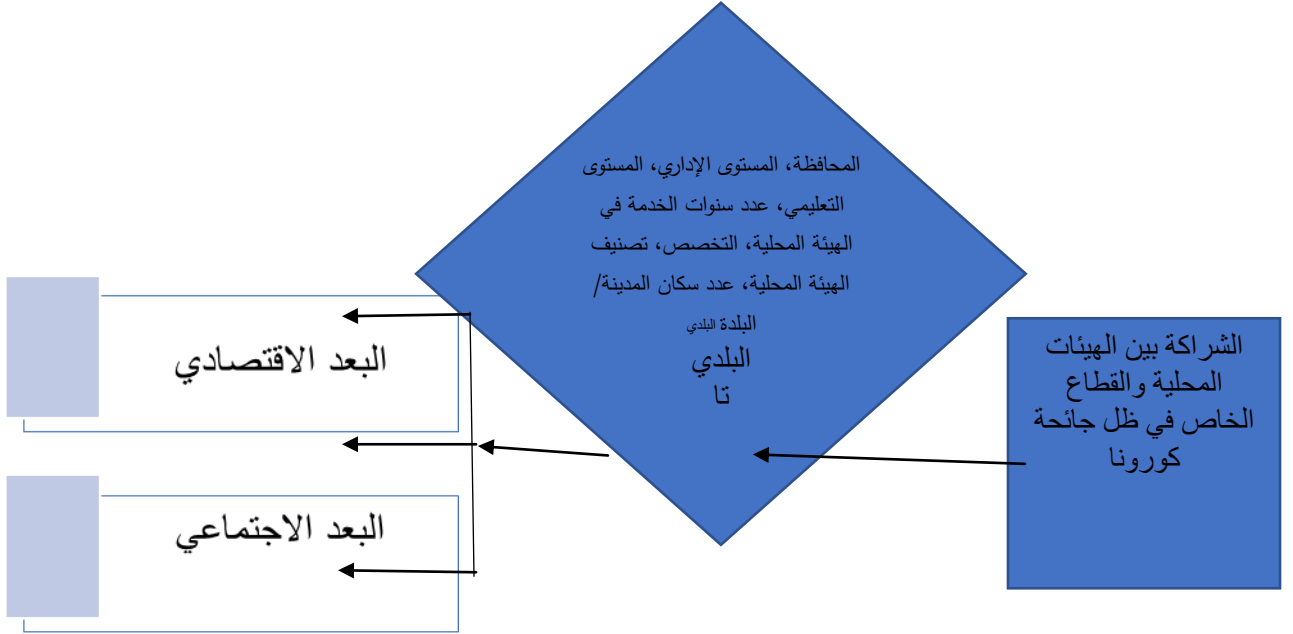 الشراكة بين الهيئات
المحلية والقطاع
الخاص في ظل جائحة
كورونا
المحافظة، المستوى الإداري، المستوى
التعليمي، عدد سنوات الخدمة في
الهيئة المحلية، التخصص، تصنيف
الهيئة المحلية، عدد سكان المدينة/
البلدة البلدي
البلدي
تا
البعد الاقتصادي
البعد الاجتماعي